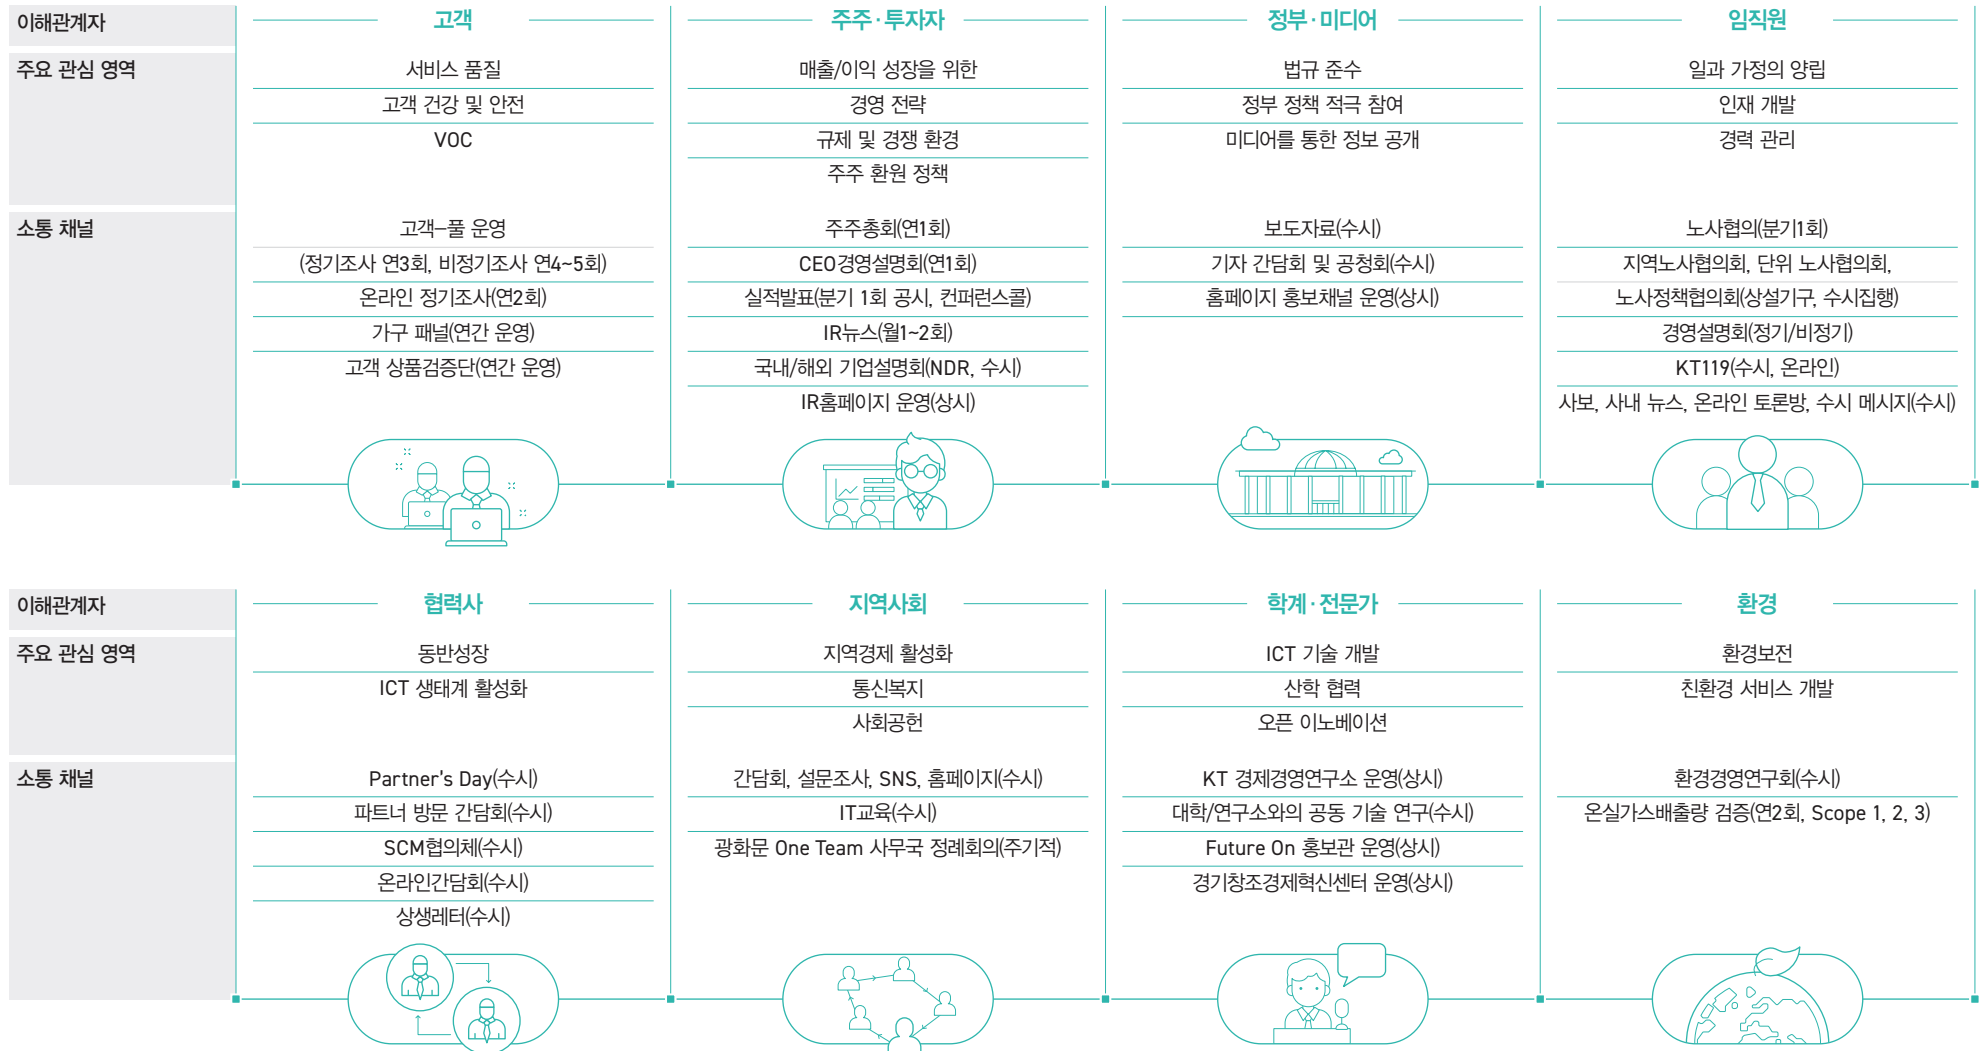 이해관계자
고객
주주·투자자
정부·미디어
임직원
주요 관심 영역
서비스 품질
고객 건강 및 안전
VOC
매출/이익 성장을 위한
경영 전략
규제 및 경쟁 환경
주주 환원 정책
법규 준수
정부 정책 적극 참여
미디어를 통한 정보 공개
일과 가정의 양립
인재 개발
경력 관리
소통 채널
고객-풀 운영
(정기조사 연3회, 비정기조사 연4~5회)
온라인 정기조사(연2회)
가구 패널(연간 운영)
고객 상품검증단(연간 운영)
주주총회(연1회)
CEO경영설명회(연1회)
실적발표(분기 1회 공시, 컨퍼런스콜)
IR뉴스(월1~2회)
국내/해외 기업설명회(NDR, 수시)
IR홈페이지 운영(상시)
보도자료(수시)
기자 간담회 및 공청회(수시)
홈페이지 홍보채널 운영(상시)
노사협의(분기1회)
지역노사협의회, 단위 노사협의회,
노사정책협의회(상설기구, 수시집행)
경영설명회(정기/비정기)
KT119(수시, 온라인)
사보, 사내 뉴스, 온라인 토론방, 수시 메시지(수시)
이해관계자
협력사
지역사회
학계·전문가
환경
주요 관심 영역
동반성장
ICT 생태계 활성화
지역경제 활성화
통신복지
사회공헌
ICT 기술 개발
산학 협력
오픈 이노베이션
환경보전
친환경 서비스 개발
소통 채널
Partner's Day(수시)
파트너 방문 간담회(수시)
SCM협의체(수시)
온라인간담회(수시)
상생레터(수시)
간담회, 설문조사, SNS, 홈페이지(수시)
IT교육(수시)
광화문 One Team 사무국 정례회의(주기적)
KT 경제경영연구소 운영(상시)
대학/연구소와의 공동 기술 연구(수시)
Future On 홍보관 운영(상시)
경기창조경제혁신센터 운영(상시)
환경경영연구회(수시)
온실가스배출량 검증(연2회, Scope 1, 2, 3)